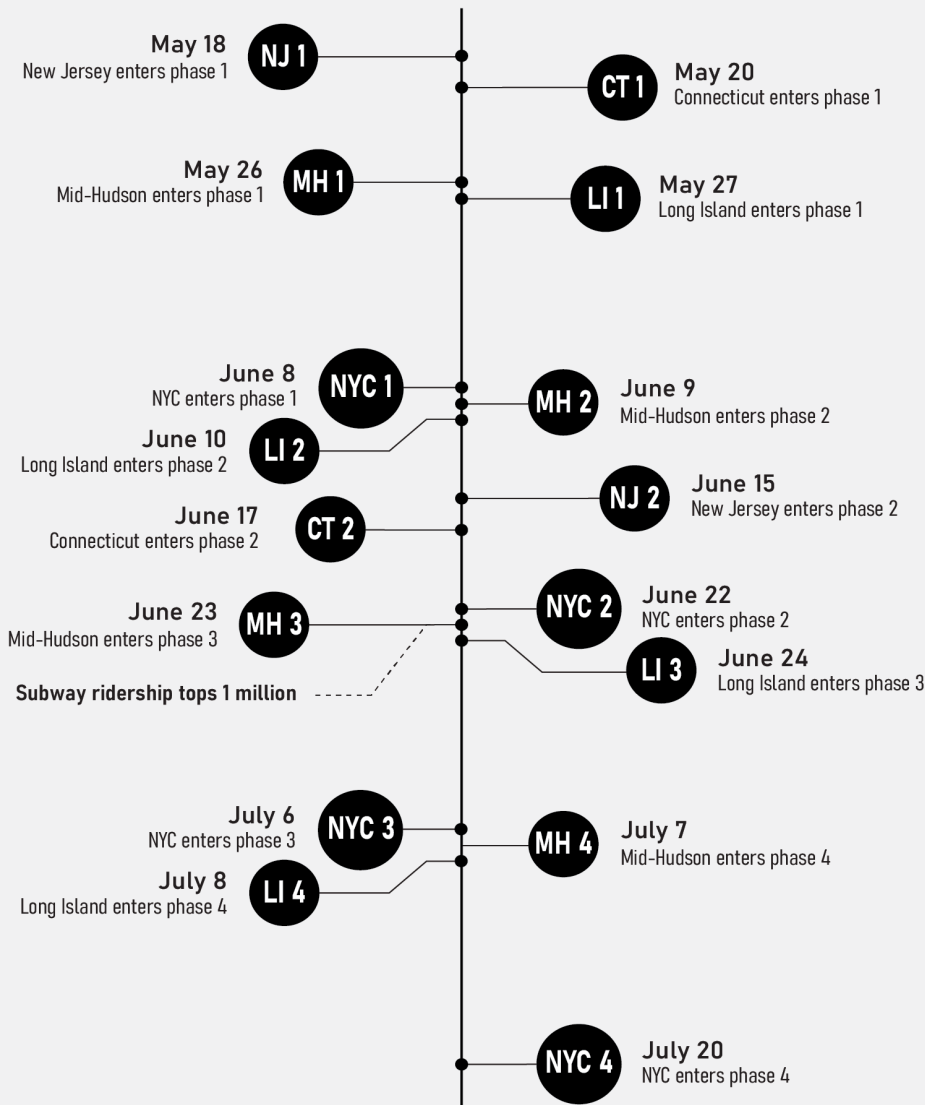 May 18
New Jersey enters phase 1
NJ 1
CT 1
May 20
Connecticut enters phase 1
May 26
Mid-Hudson enters phase 1
MH 1
LI 1
May 27
Long Island enters phase 1
June 8
NYC enters phase 1
NYC 1
MH 2
June 9
Mid-Hudson enters phase 2
June 10
Long Island enters phase 2
LI 2
NJ 2
June 15
New Jersey enters phase 2
June 17
Connecticut enters phase 2
CT 2
NYC 2
June 22
NYC enters phase 2
June 23
Mid-Hudson enters phase 3
MH 3
LI 3
June 24
Long Island enters phase 3
Subway ridership tops 1 million
July 6
NYC enters phase 3
NYC 3
MH 4
July 7
Mid-Hudson enters phase 4
July 8
Long Island enters phase 4
LI 4
NYC 4
July 20
NYC enters phase 4